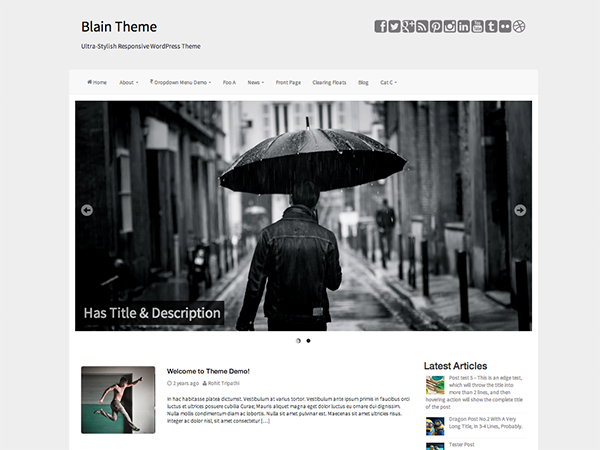 Blain Theme
Ultra-Stylish Responsive WordPress Theme
Home About ₹ Dropdown Menu Demo Foo A News Front Page Clearing Floats Blog Cat C
Has Title & Description
Welcome to Theme Demo!
2 years ago Rohit Tripathi
In hac habitasse platea dictumst. Vestibulum at varius tortor. Vestibulum ante ipsum primis in faucibus orci
luctus et ultrices posuere cubilia Curae; Mauris aliquet magna eget dolor luctus eu ornare dui dignissim.
Nulla mollis condimentum diam ac lobortis. Nulla sit amet pulvinar est. Maecenas sit amet ultricies risus.
Integer ac dolor nisl, sit amet consectetur [...]
Latest Articles
Post test 5 – This is an edge test,
which will throw the title into
more than 2 lines, and then
hovering action will show the complete title
of the post
Dragon Post No.2 With A Very
Long Title, In 3-4 Lines, Probably.
Tesse Post